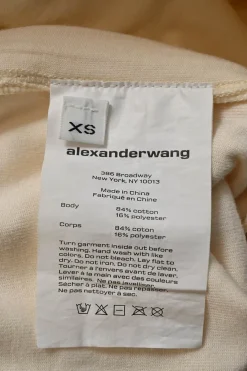 XS
alexanderwang
386 Broadway
New York, NY 10013
Made in China
Fabriqué en Chine
Body 84% cotton
16% polyester
Corps 84% coton
16% polyester
Turn garment inside out before
washing. Hand wash with like
colors. Do not bleach. Lay flat to
dry. Do not iron. Do not dry clean.
Tourner a l'envers avant de laver.
Lever a la main avec des couleurs
similaires. Ne pas javelliser.
Repasser à plat. Ne pas repasser.
Ne pas nettoyer à sec.